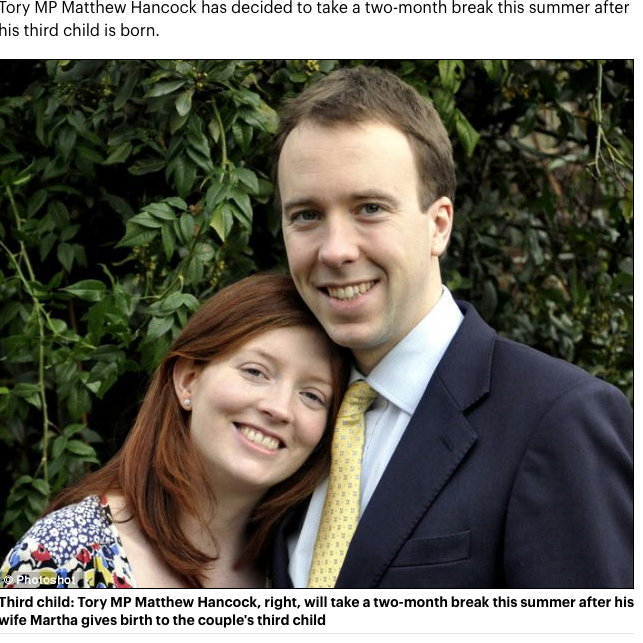 Tory MP Matthew Hancock has decided to take a two-month break this summer after
his third child is born.
© Photoshot
Third child: Tory MP Matthew Hancock, right, will take a two-month break this summer after his
wife Martha gives birth to the couple's third child